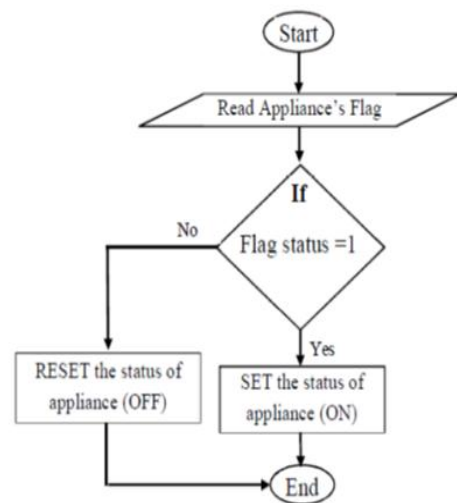 Start
Read Appliance's Flag
If
Flag status =1
No
Yes
RESET the status of
appliance (OFF)
SET the status of
appliance (ON)
End